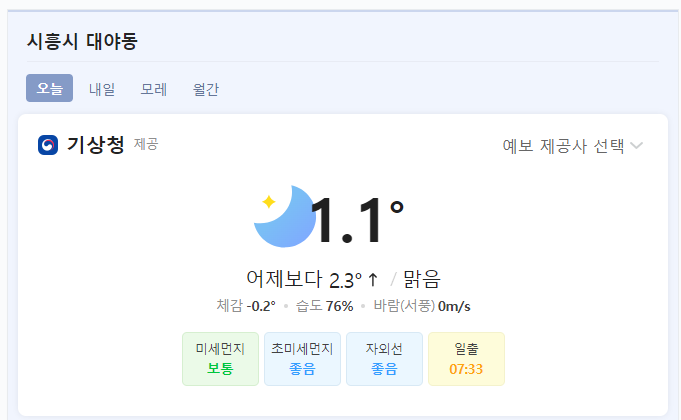 시흥시 대야동
오늘 내일 모레 월간
기상청 제공 예보 제공사 선택
1.1°
어제보다 2.3° ↑ / 맑음
체감 -0.2° • 습도 76% • 바람(서풍) 0m/s
미세먼지 초미세먼지 자외선 일출
보통 좋음 좋음 07:33